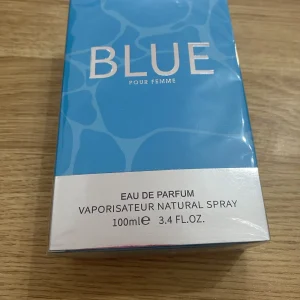 BLUE
POUR FEMME
EAU DE PARFUM
VAPORISATEUR NATURAL SPRAY
100ml℮ 3.4 FL.OZ.